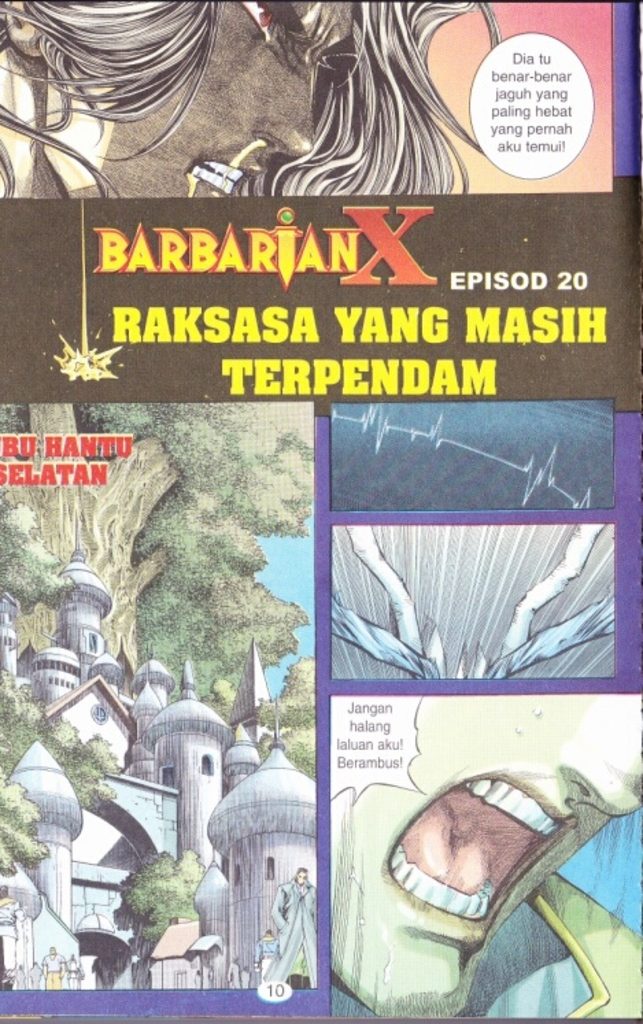 Dia tu
benar-benar
jaguh yang
paling hebat
yang pernah
aku temui!
BARBARIAN X
EPISOD 20
RAKSASA YANG MASIH
TERPENDAM
BU HANTU
SELATAN
Jangan
halang
laluan aku!
Berambus!
10